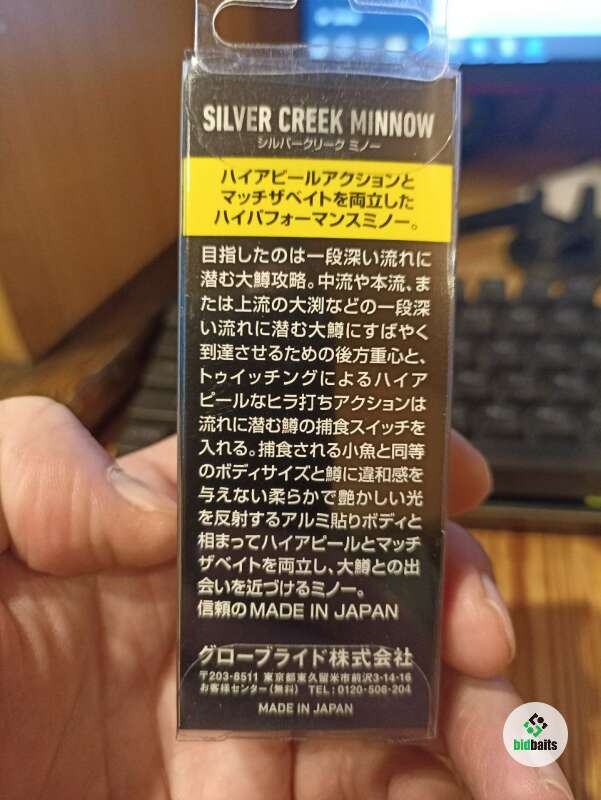 SILVER CREEK MINNOW
シルバークリーク ミノー
ハイアピールアクションと
マッチザベイトを両立した
ハイパフォーマンスミノー。
目指したのは一段深い流れに
潜む大鱒攻略。中流や本流、ま
たは上流の大渕などの一段深
い流れに潜む大鱒にすばやく
到達させるための後方重心と、
トゥイッチングによるハイア
ピールなヒラ打ちアクションは
流れに潜む鱒の捕食スイッチを
入れる。捕食される小魚と同等
のボディサイズと鱒に違和感を
与えない柔らかで艶かしい光
を反射するアルミ貼りボディと
相まってハイアピールとマッチ
ザベイトを両立し、大鱒との出
会いを近づけるミノー。
信頼のMADE IN JAPAN
グローブライド株式会社
〒203-8511 東京都東久留米市前沢3-14-16
お客様センター(無料) TEL:0120-506-204
MADE IN JAPAN
bidbaits